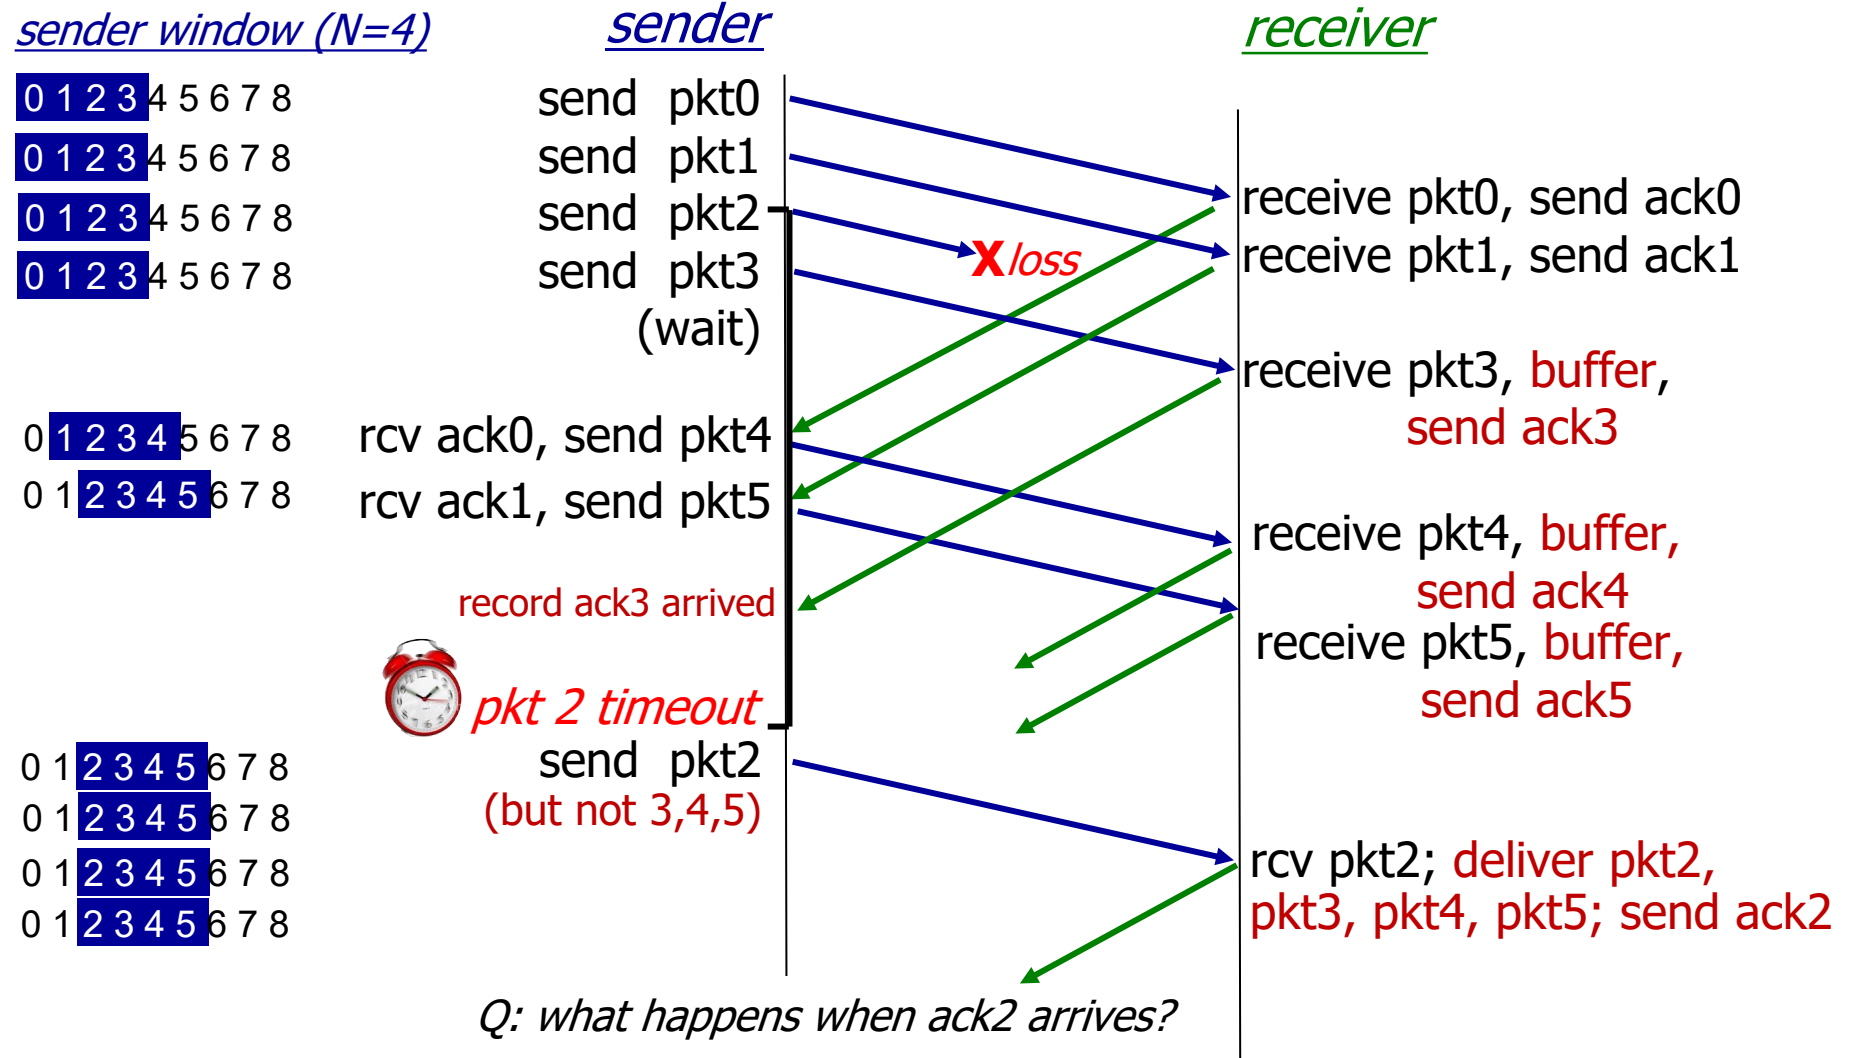 sender window (N=4)
sender
receiver
0 1 2 3 4 5 6 7 8
send pkt0
0 1 2 3 4 5 6 7 8
send pkt1
0 1 2 3 4 5 6 7 8
send pkt2
0 1 2 3 4 5 6 7 8
send pkt3
(wait)
X loss
receive pkt0, send ack0
receive pkt1, send ack1
receive pkt3, buffer,
send ack3
0 1 2 3 4 5 6 7 8
rcv ack0, send pkt4
0 1 2 3 4 5 6 7 8
rcv ack1, send pkt5
receive pkt4, buffer,
send ack4
record ack3 arrived
receive pkt5, buffer,
send ack5
pkt 2 timeout
0 1 2 3 4 5 6 7 8
send pkt2
0 1 2 3 4 5 6 7 8
(but not 3,4,5)
0 1 2 3 4 5 6 7 8
0 1 2 3 4 5 6 7 8
rcv pkt2; deliver pkt2,
pkt3, pkt4, pkt5; send ack2
Q: what happens when ack2 arrives?